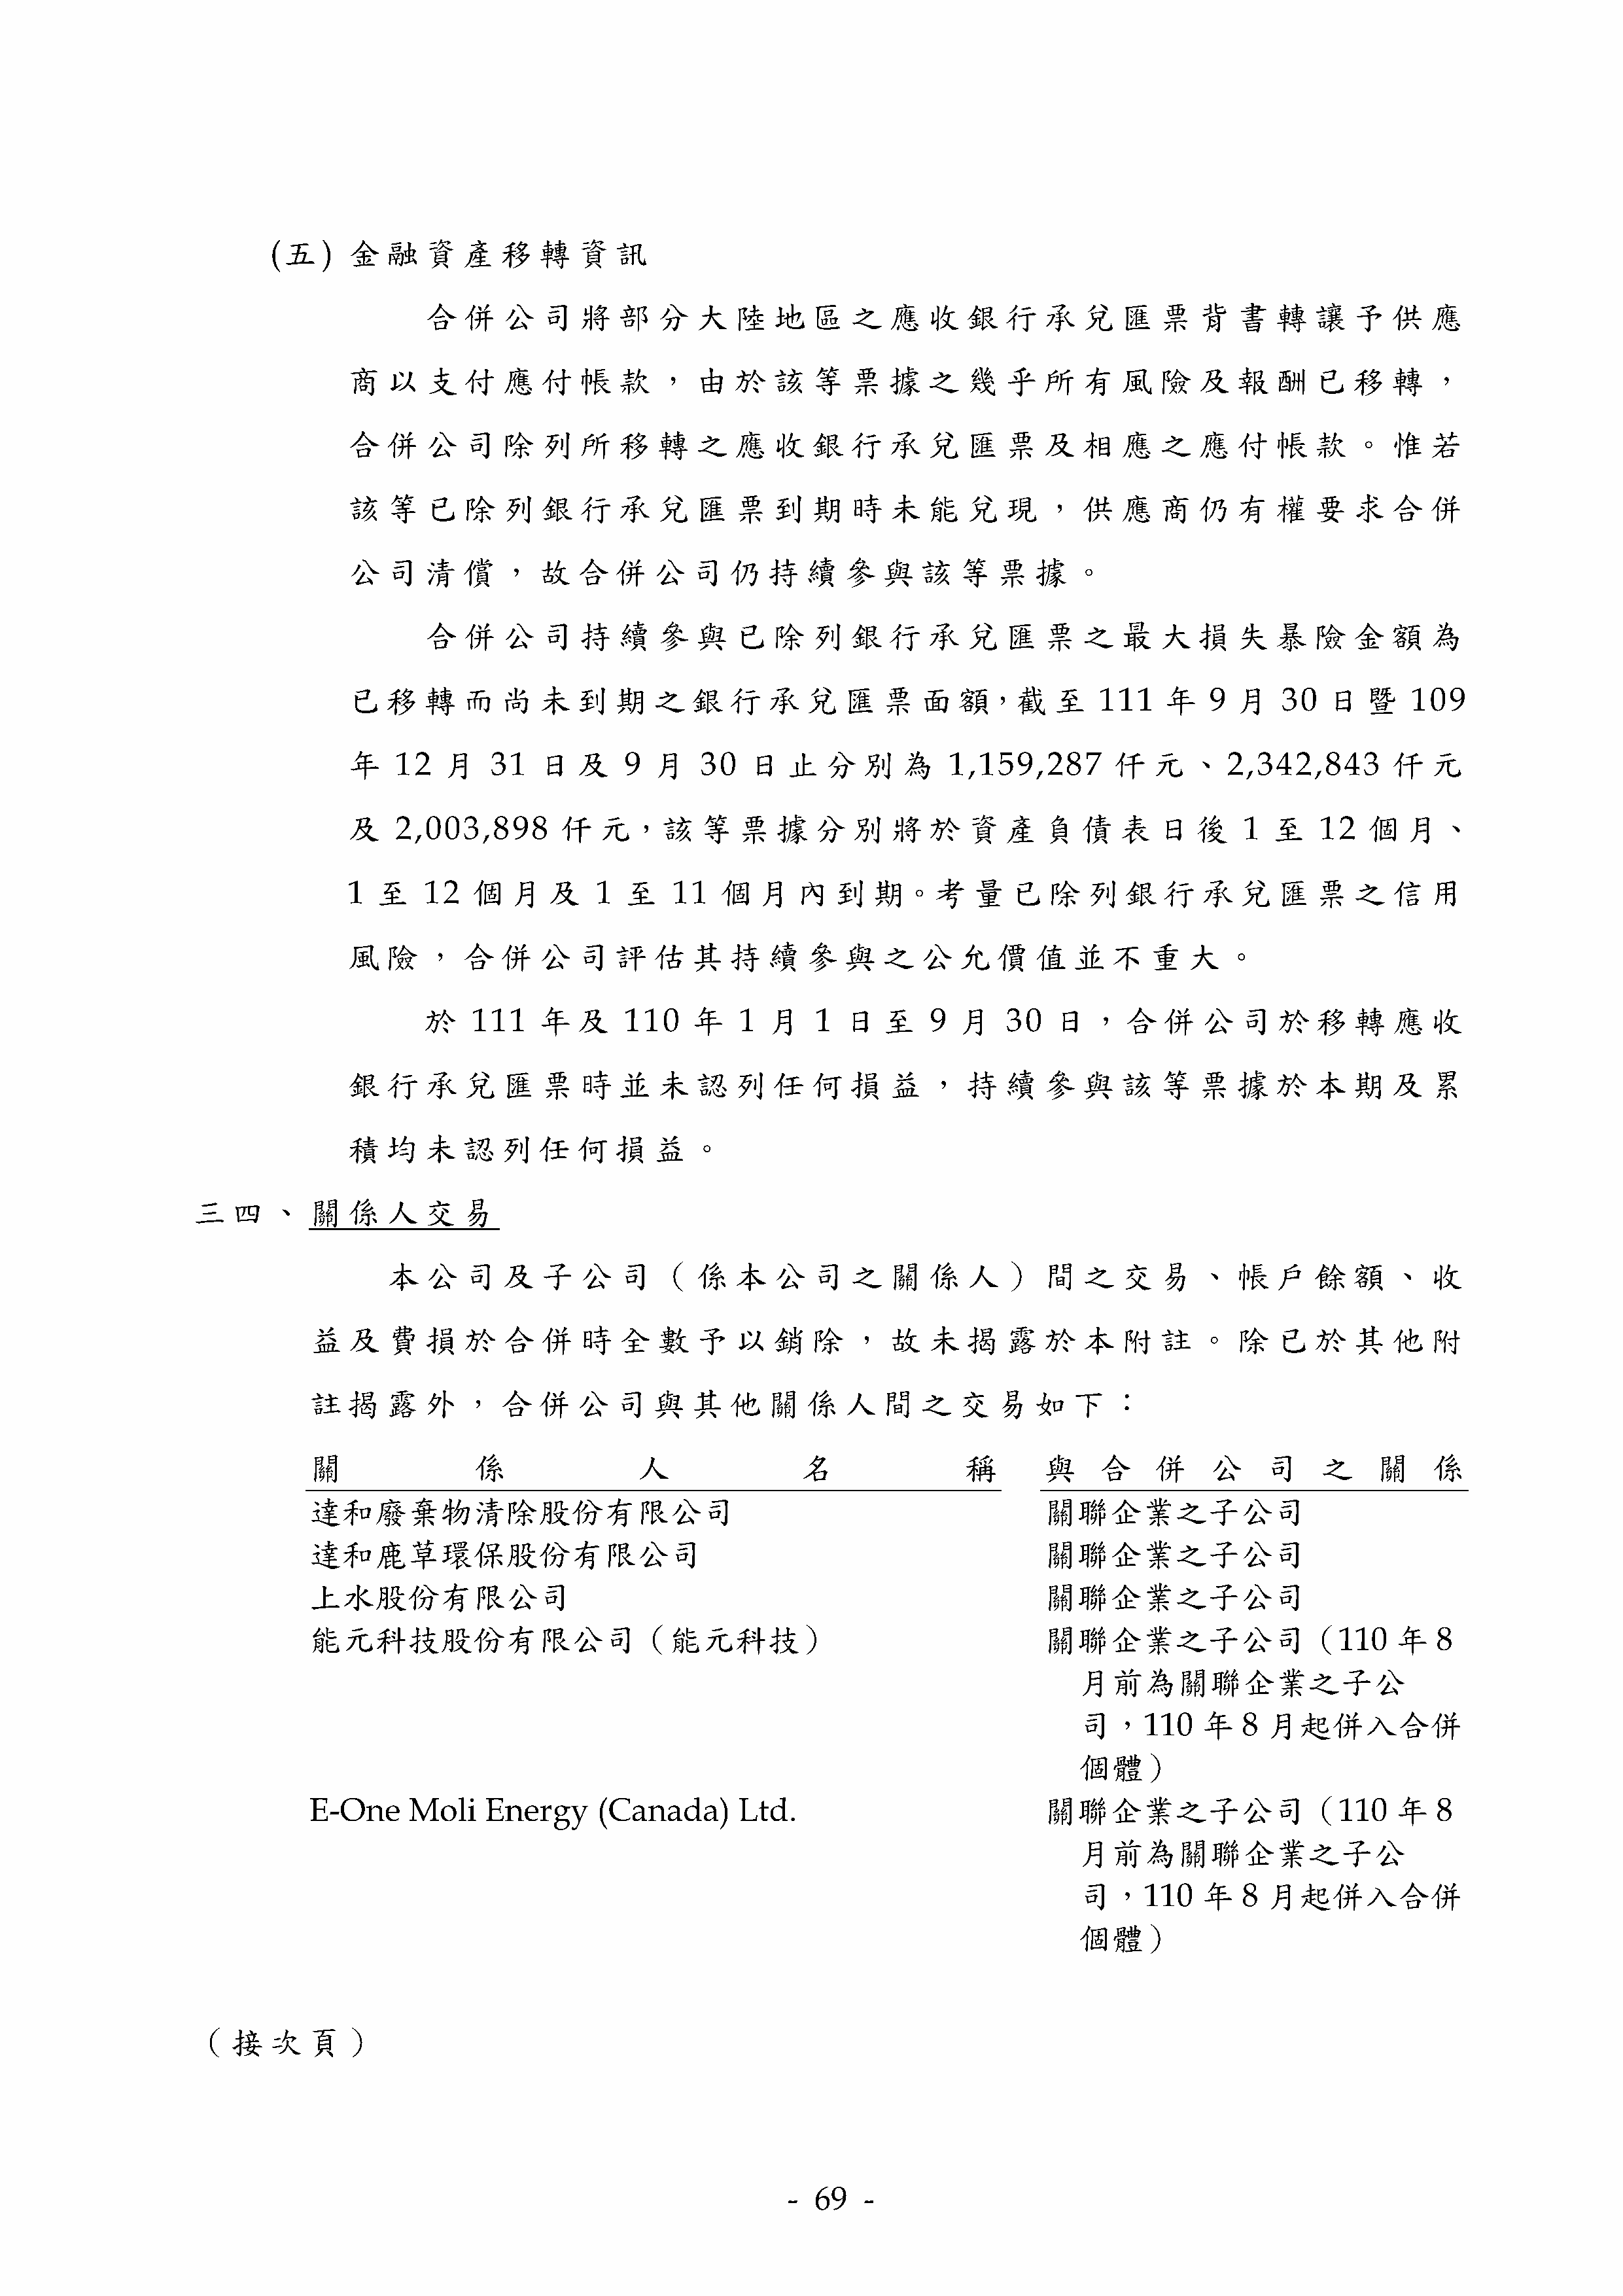 (五) 金融資產移轉資訊
合併公司將部分大陸地區之應收銀行承兌匯票背書轉讓予供應
商以支付應付帳款，由於該等票據之幾乎所有風險及報酬已移轉，
合併公司除列所移轉之應收銀行承兌匯票及相應之應付帳款。惟若
該等已除列銀行承兌匯票到期時未能兌現，供應商仍有權要求合併
公司清償，故合併公司仍持續參與該等票據。
合併公司持續參與已除列銀行承兌匯票之最大損失暴險金額為
已移轉而尚未到期之銀行承兌匯票面額，截至 111 年 9 月 30 日暨 109
年 12 月 31 日及 9 月 30 日止分別為 1,159,287 仟元、2,342,843 仟元
及 2,003,898 仟元，該等票據分別將於資產負債表日後 1 至 12 個月、
1 至 12 個月及 1 至 11 個月內到期。考量已除列銀行承兌匯票之信用
風險，合併公司評估其持續參與之公允價值並不重大。
於 111 年及 110 年 1 月 1 日至 9 月 30 日，合併公司於移轉應收
銀行承兌匯票時並未認列任何損益，持續參與該等票據於本期及累
積均未認列任何損益。
三四、關係人交易
本公司及子公司（係本公司之關係人）間之交易、帳戶餘額、收
益及費損於合併時全數予以銷除，故未揭露於本附註。除已於其他附
註揭露外，合併公司與其他關係人間之交易如下：
關係人名稱 與合併公司之關係
達和廢棄物清除股份有限公司 關聯企業之子公司
達和鹿草環保股份有限公司 關聯企業之子公司
上水股份有限公司 關聯企業之子公司
能元科技股份有限公司（能元科技） 關聯企業之子公司（110 年 8
月前為關聯企業之子公
司，110 年 8 月起併入合併
個體）
E-One Moli Energy (Canada) Ltd. 關聯企業之子公司（110 年 8
月前為關聯企業之子公
司，110 年 8 月起併入合併
個體）
（接次頁）
- 69 -